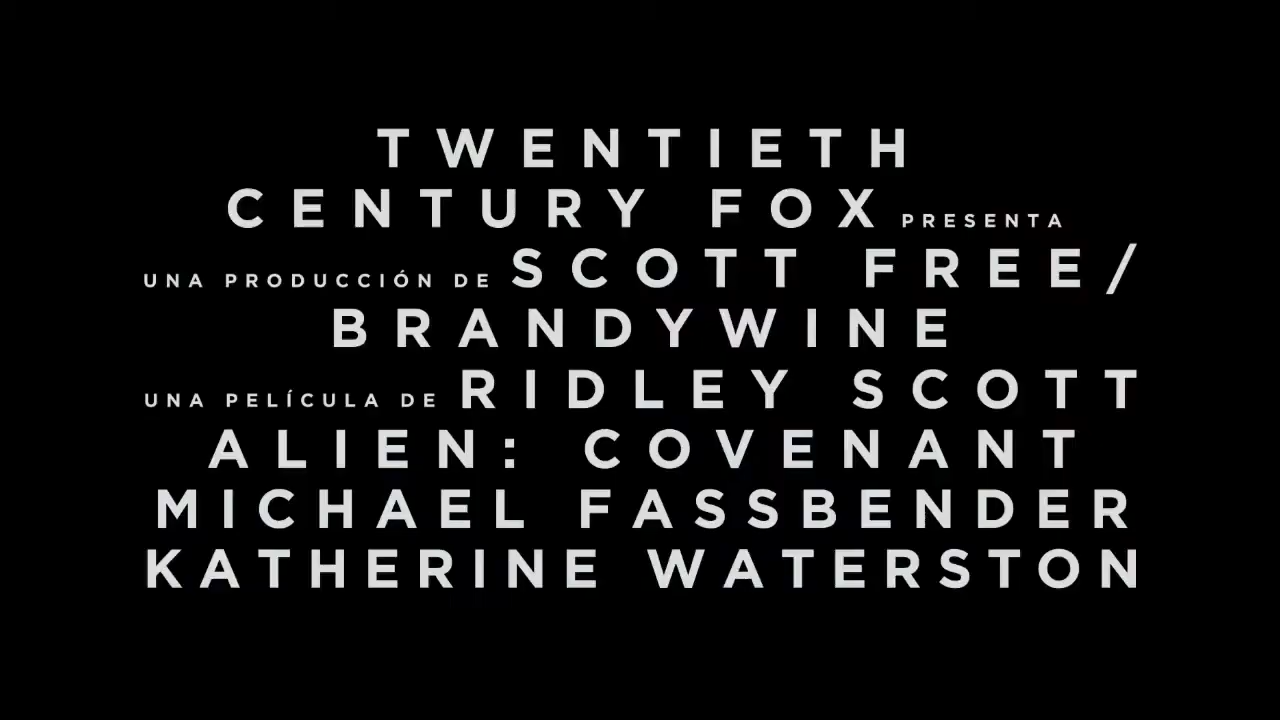 TWENTIETH
CENTURY FOX PRESENTA
UNA PRODUCCIÓN DE SCOTT FREE/
BRANDYWINE
UNA PELÍCULA DE RIDLEY SCOTT
ALIEN: COVENANT
MICHAEL FASSBENDER
KATHERINE WATERSTON